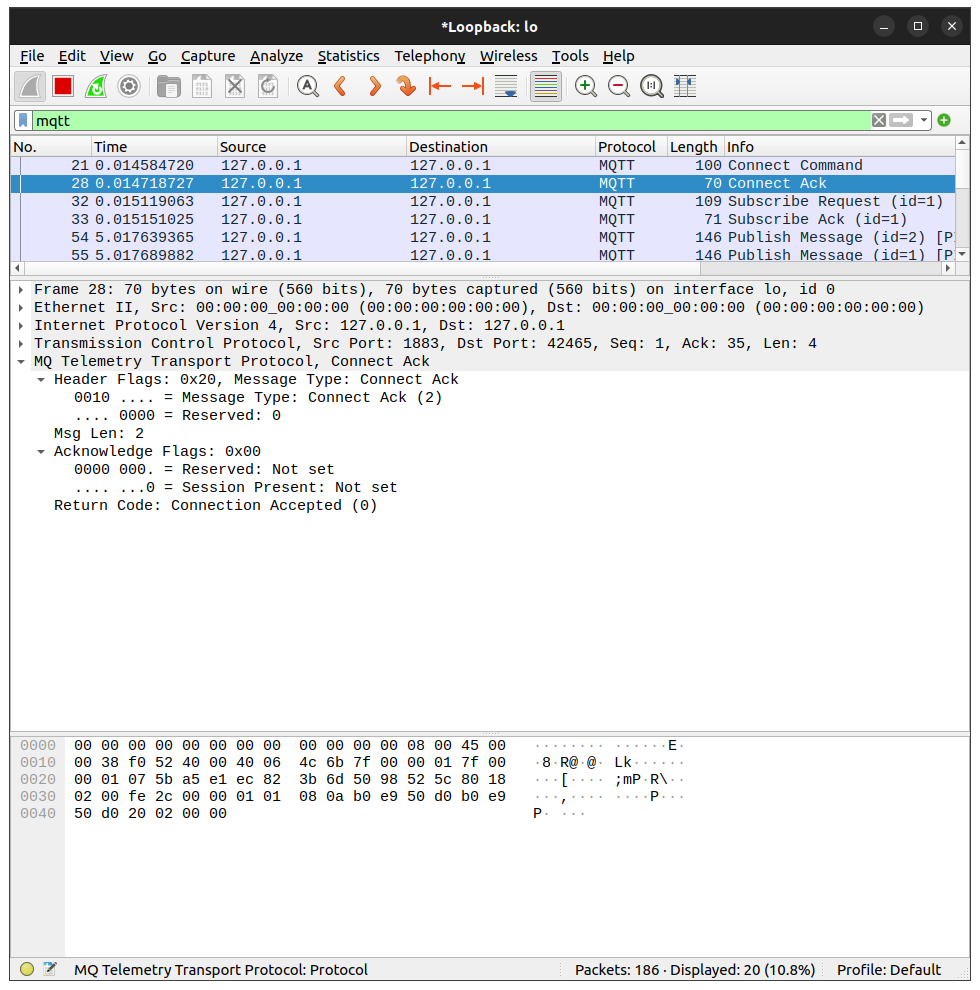 *Loopback: lo
File Edit View Go Capture Analyze Statistics Telephony Wireless Tools Help
mqtt
No. Time Source Destination Protocol Length Info
21 0.014584720 127.0.0.1 127.0.0.1 MQTT 100 Connect Command
28 0.014718727 127.0.0.1 127.0.0.1 MQTT 70 Connect Ack
32 0.015119063 127.0.0.1 127.0.0.1 MQTT 109 Subscribe Request (id=1)
33 0.015151025 127.0.0.1 127.0.0.1 MQTT 71 Subscribe Ack (id=1)
54 5.017639365 127.0.0.1 127.0.0.1 MQTT 146 Publish Message (id=2) [P
55 5.017689882 127.0.0.1 127.0.0.1 MQTT 146 Publish Message (id=1) [P
Frame 28: 70 bytes on wire (560 bits), 70 bytes captured (560 bits) on interface lo, id 0
Ethernet II, Src: 00:00:00_00:00:00 (00:00:00:00:00:00), Dst: 00:00:00_00:00:00 (00:00:00:00:00:00)
Internet Protocol Version 4, Src: 127.0.0.1, Dst: 127.0.0.1
Transmission Control Protocol, Src Port: 1883, Dst Port: 42465, Seq: 1, Ack: 35, Len: 4
MQ Telemetry Transport Protocol, Connect Ack
Header Flags: 0x20, Message Type: Connect Ack
0010 .... = Message Type: Connect Ack (2)
.... 0000 = Reserved: 0
Msg Len: 2
Acknowledge Flags: 0x00
0000 000. = Reserved: Not set
.... ...0 = Session Present: Not set
Return Code: Connection Accepted (0)
0000 00 00 00 00 00 00 00 00 00 00 00 00 08 00 45 00 ········ ······E·
0010 00 38 f0 52 40 00 40 06 4c 6b 7f 00 00 01 7f 00 ·8·R@·@· Lk······
0020 00 01 07 5b a5 e1 ec 82 3b 6d 50 98 52 5c 80 18 ···[···· ;mP·R\··
0030 02 00 fe 2c 00 00 01 01 08 0a b0 e9 50 d0 b0 e9 ···,···· ····P···
0040 50 d0 20 02 00 00 P· ···
MQ Telemetry Transport Protocol: Protocol Packets: 186 · Displayed: 20 (10.8%) Profile: Default